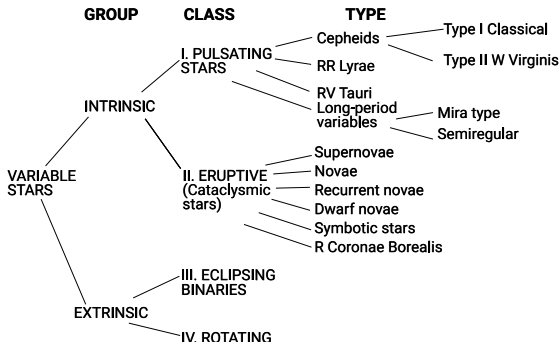 GROUP CLASS TYPE
Cepheids
Type I Classical
Type II W Virginis
I. PULSATING
STARS
RR Lyrae
RV Tauri
Long-period
variables
Mira type
Semiregular
INTRINSIC
VARIABLE
STARS
II. ERUPTIVE
(Cataclysmic
stars)
Supernovae
Novae
Recurrent novae
Dwarf novae
Symbotic stars
R Coronae Borealis
III. ECLIPSING
BINARIES
EXTRINSIC
IV. ROTATING